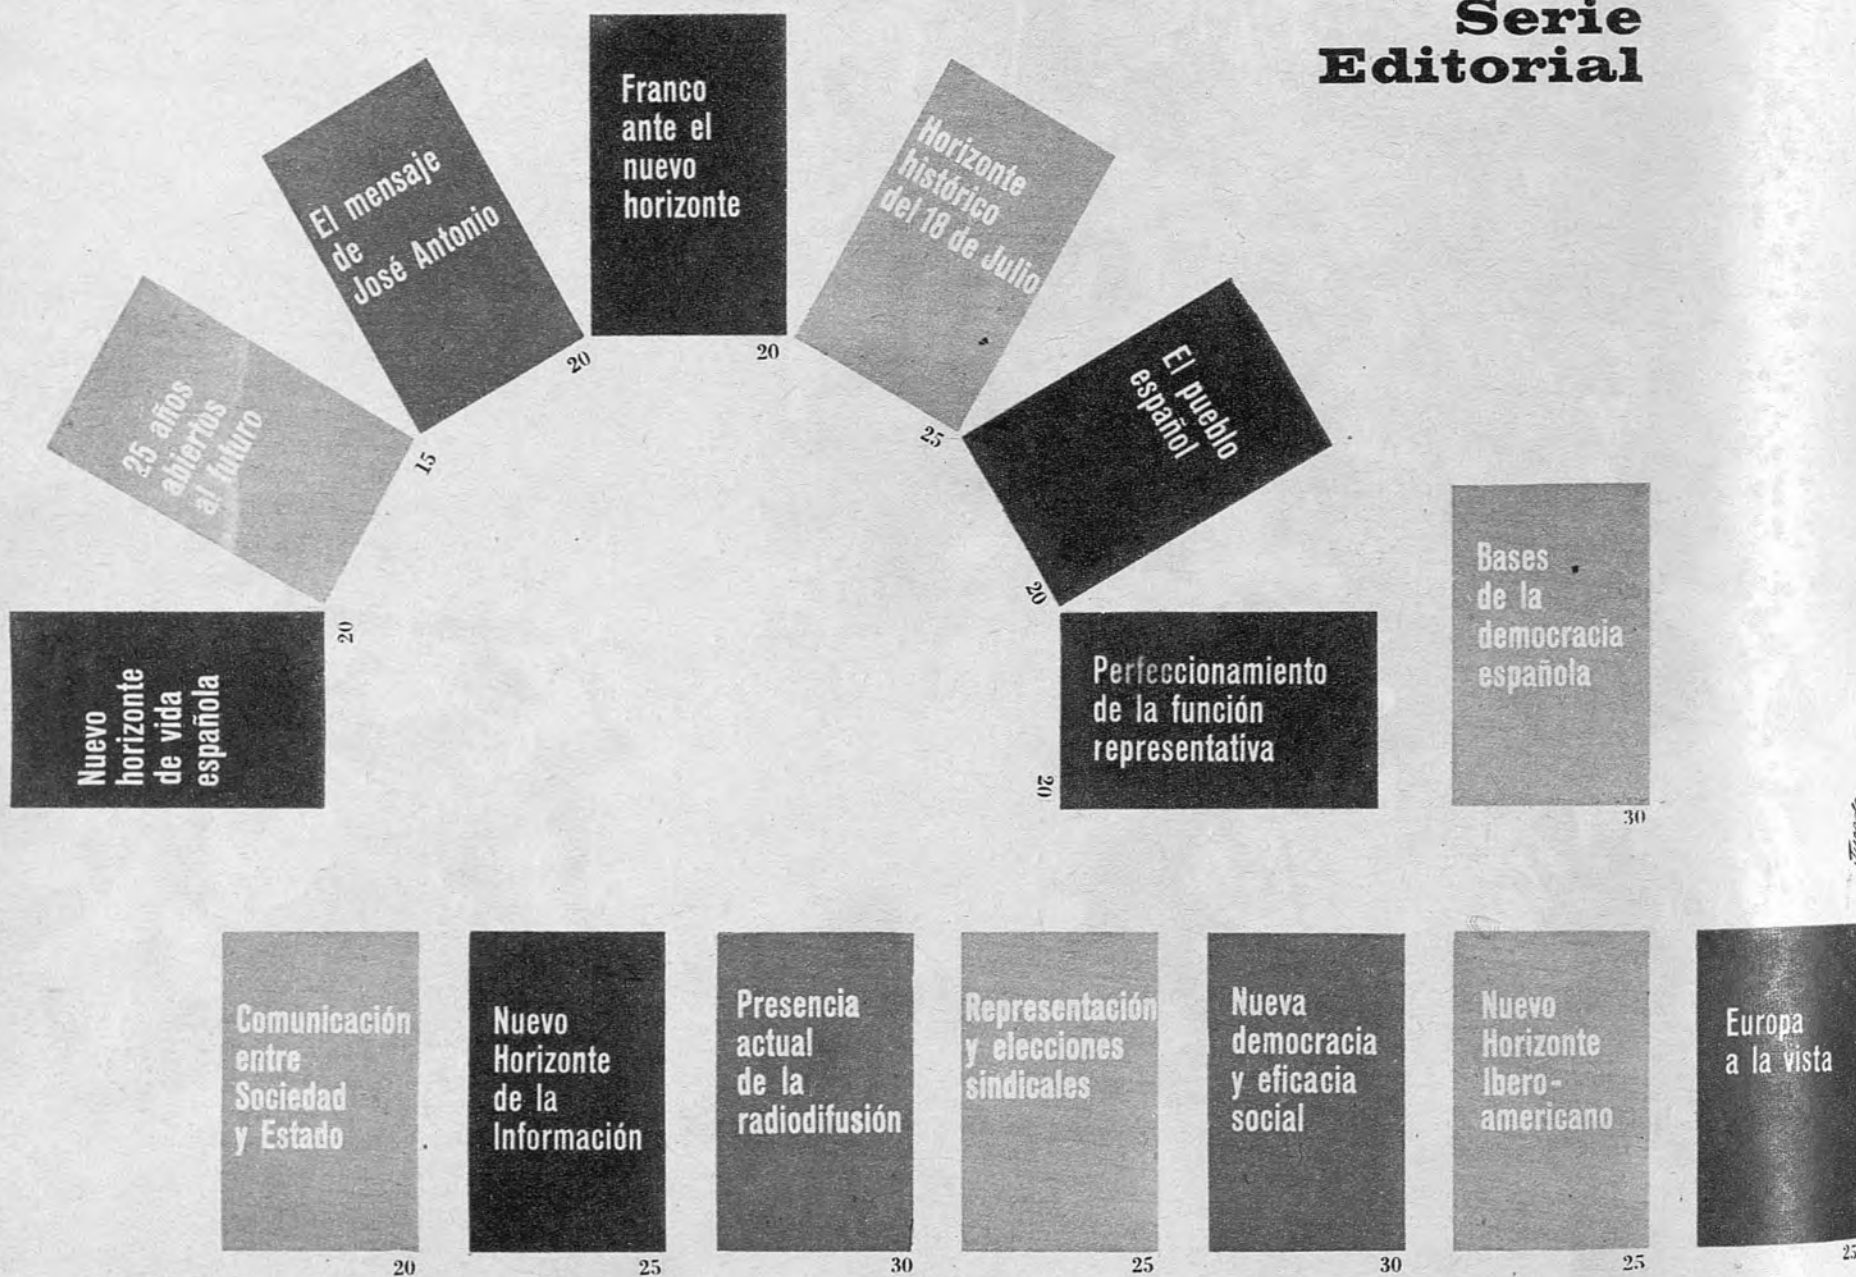 Serie
Editorial
Nuevo
horizonte
de vida
española
20
25 años
abiertos
al futuro
15
El mensaje
de
José Antonio
20
Franco
ante el
nuevo
horizonte
20
Horizonte
histórico
del 18 de Julio
25
El pueblo
español
20
Perfeccionamiento
de la función
representativa
20
Bases
de la
democracia
española
30
Comunicación
entre
Sociedad
y Estado
20
Nuevo
Horizonte
de la
Información
25
Presencia
actual
de la
radiodifusión
30
Representación
y elecciones
sindicales
25
Nueva
democracia
y eficacia
social
30
Nuevo
Horizonte
Ibero-
americano
25
Europa
a la vista
25